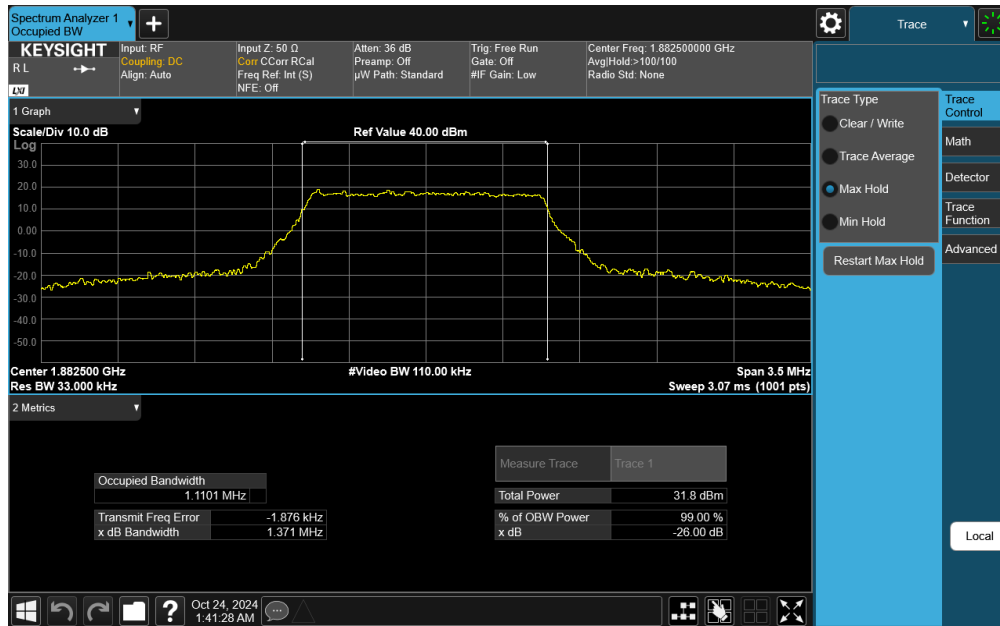 Spectrum Analyzer 1
Occupied BW
Trace
KEYSIGHT
R L
LXI
Input: RF
Coupling: DC
Align: Auto
Input Z: 50 Ω
Corr CCorr RCal
Freq Ref: Int (S)
NFE: Off
Atten: 36 dB
Preamp: Off
µW Path: Standard
Trig: Free Run
Gate: Off
#IF Gain: Low
Center Freq: 1.882500000 GHz
Avg|Hold:>100/100
Radio Std: None
1 Graph
Scale/Div 10.0 dB
Ref Value 40.00 dBm
Log
30.0
20.0
10.0
0.00
-10.0
-20.0
-30.0
-40.0
-50.0
Center 1.882500 GHz
#Video BW 110.00 kHz
Span 3.5 MHz
Res BW 33.000 kHz
Sweep 3.07 ms (1001 pts)
2 Metrics
Occupied Bandwidth
1.1101 MHz
Transmit Freq Error -1.876 kHz
x dB Bandwidth 1.371 MHz
Measure Trace Trace 1
Total Power 31.8 dBm
% of OBW Power 99.00 %
x dB -26.00 dB
Trace Type
Clear / Write
Trace Average
Max Hold
Min Hold
Restart Max Hold
Trace
Control
Math
Detector
Trace
Function
Advanced
Local
?
Oct 24, 2024
1:41:28 AM